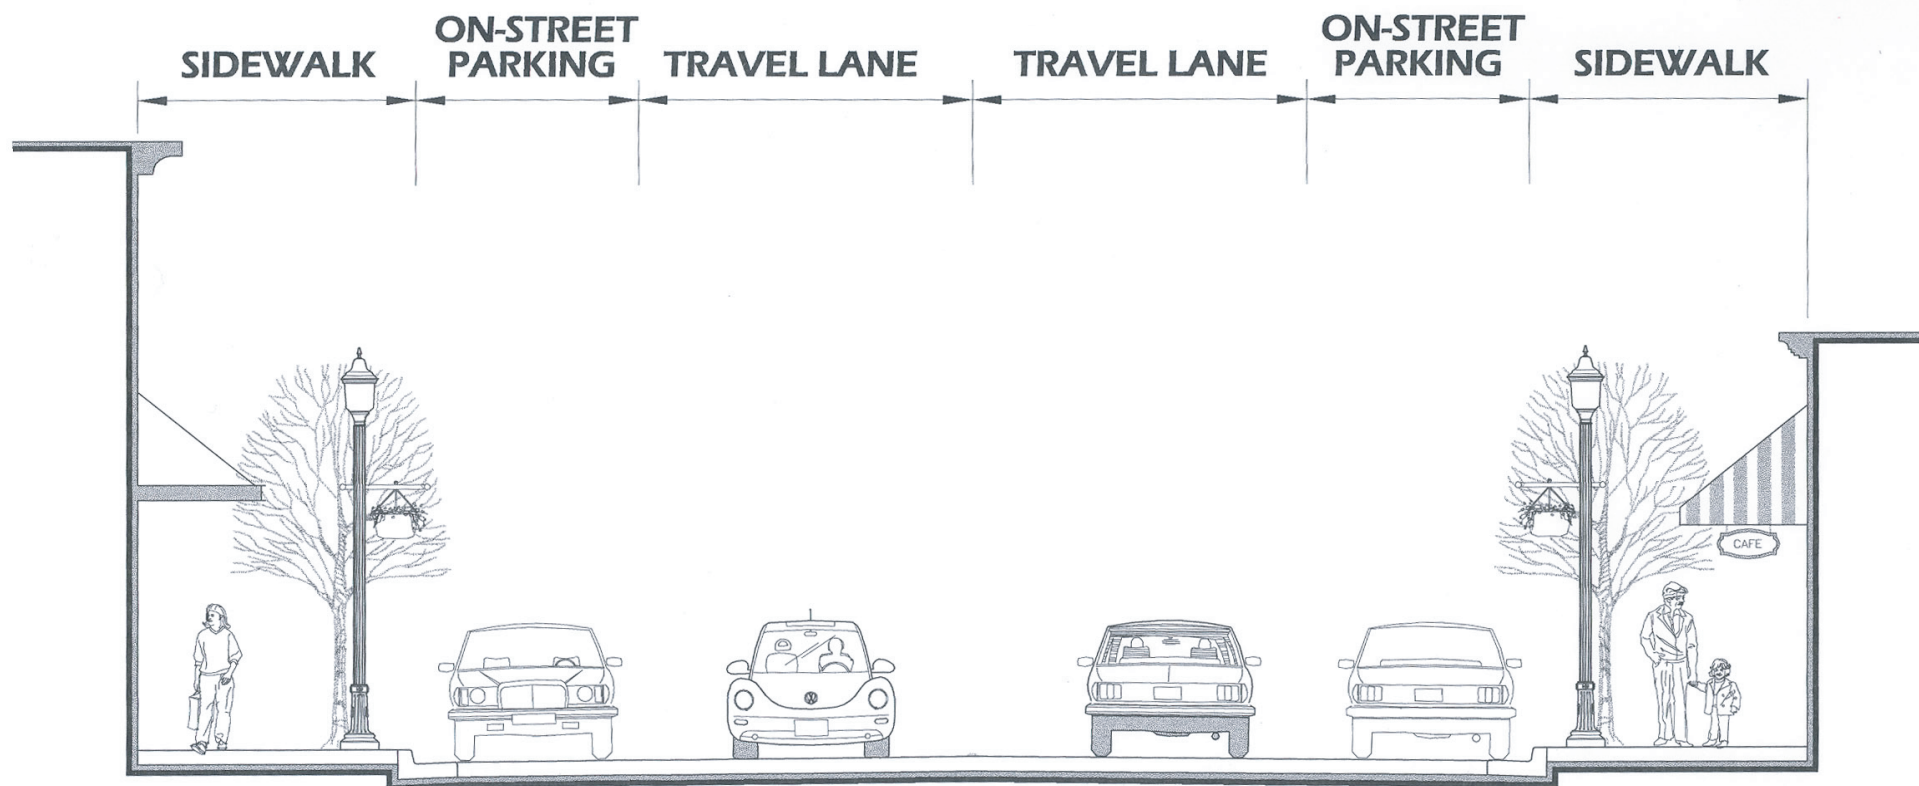 SIDEWALK
ON-STREET
PARKING
TRAVEL LANE
TRAVEL LANE
ON-STREET
PARKING
SIDEWALK
CAFE